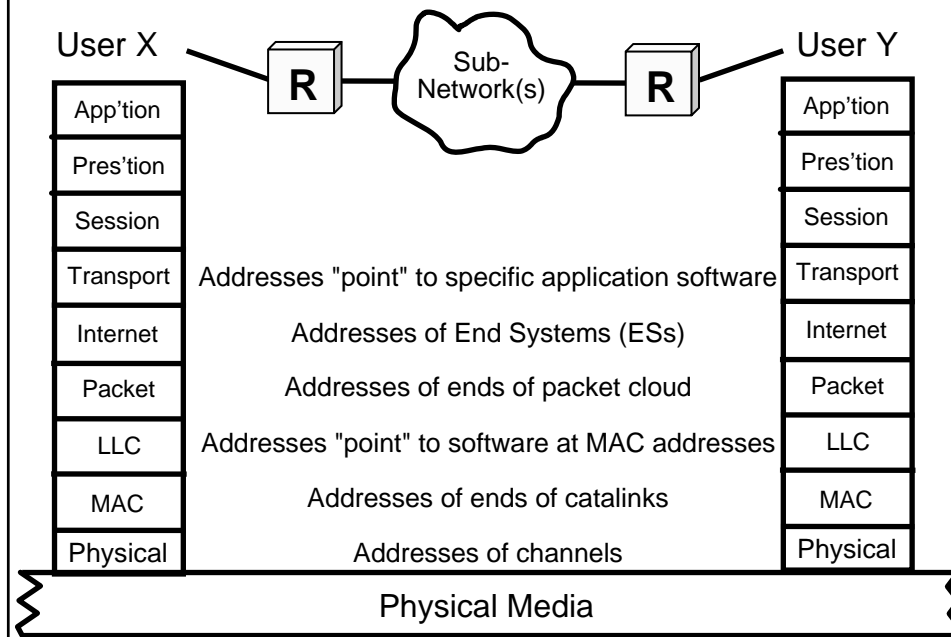 User X
R
Sub-
Network(s)
R
User Y
App'tion
App'tion
Pres'tion
Pres'tion
Session
Session
Transport
Addresses "point" to specific application software
Transport
Internet
Addresses of End Systems (ESs)
Internet
Packet
Addresses of ends of packet cloud
Packet
LLC
Addresses "point" to software at MAC addresses
LLC
MAC
Addresses of ends of catalinks
MAC
Physical
Addresses of channels
Physical
Physical Media